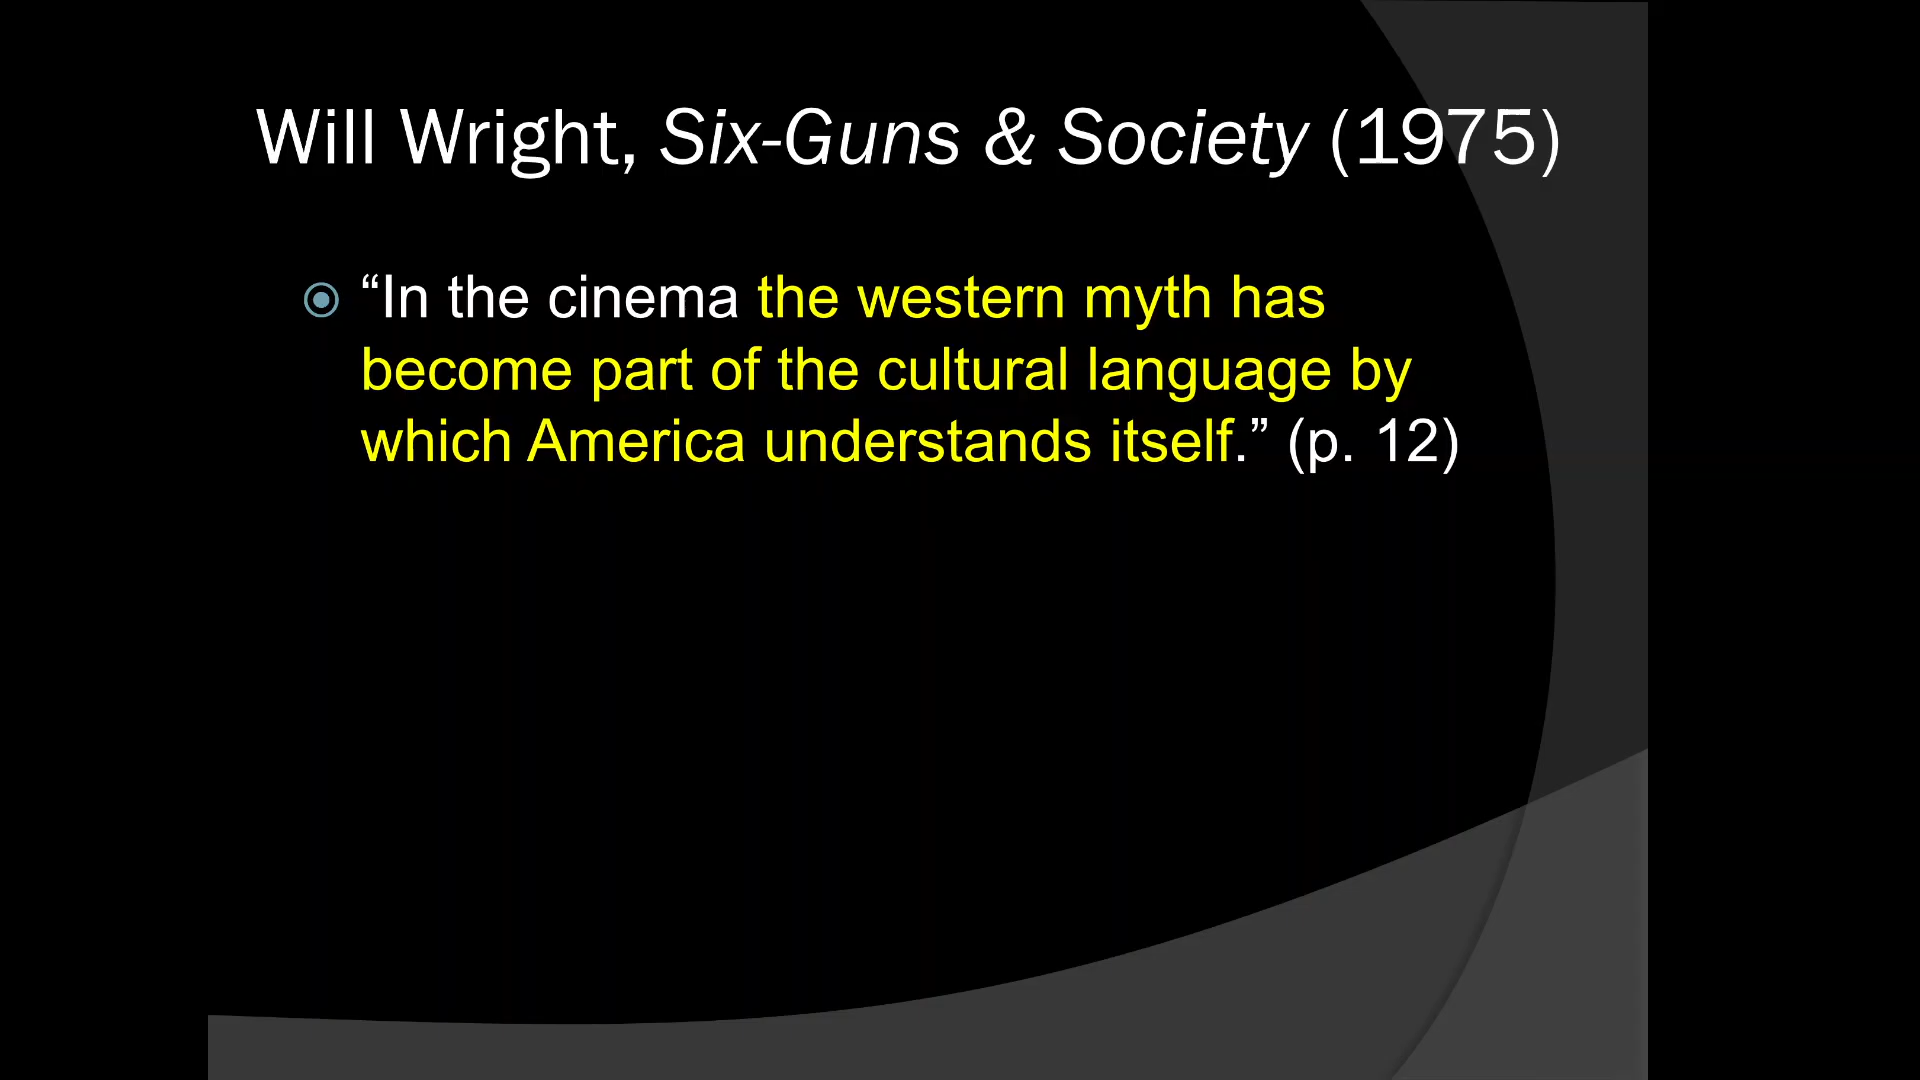 Will Wright, Six-Guns & Society (1975)
“In the cinema the western myth has
become part of the cultural language by
which America understands itself.” (p. 12)